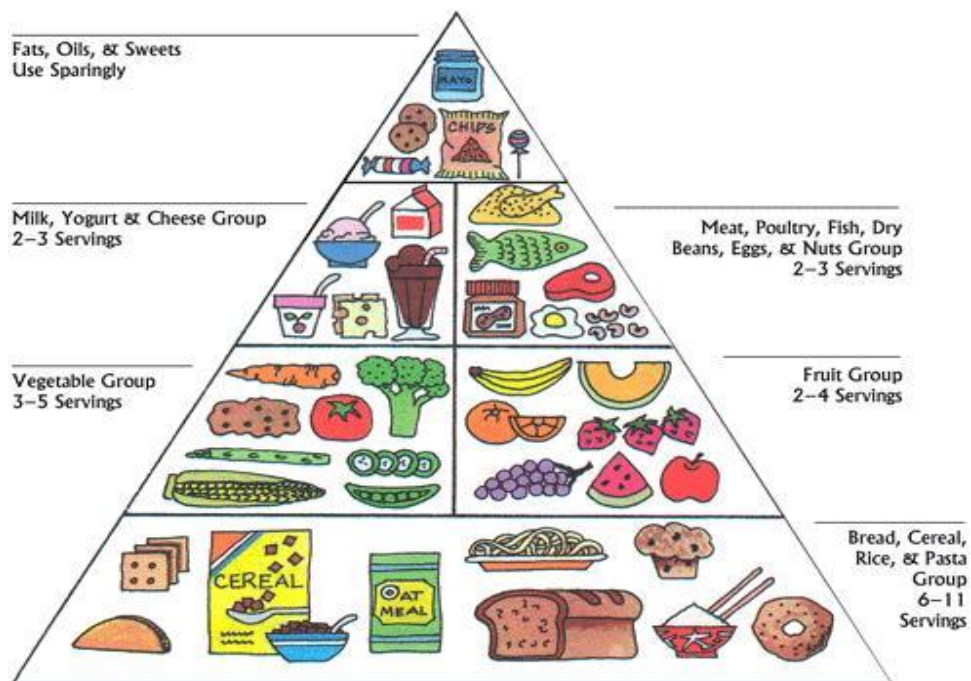 Fats, Oils, & Sweets
Use Sparingly
MAYO
CHIPS
Milk, Yogurt & Cheese Group
2–3 Servings
Meat, Poultry, Fish, Dry
Beans, Eggs, & Nuts Group
2–3 Servings
Vegetable Group
3–5 Servings
Fruit Group
2–4 Servings
Bread, Cereal,
Rice, & Pasta
Group
6–11
Servings
CEREAL
OAT
MEAL